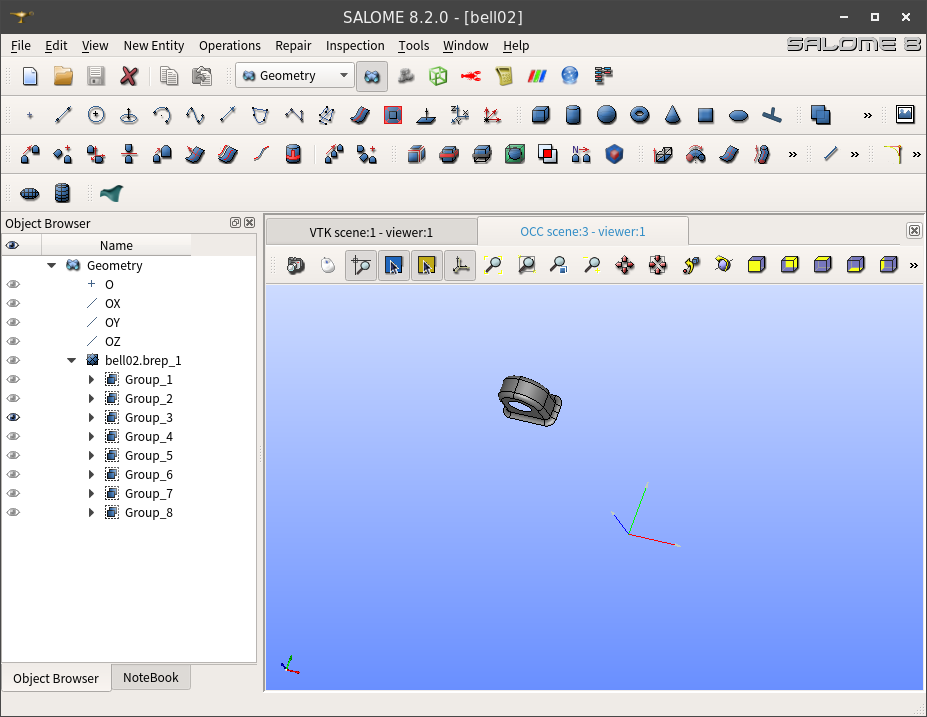 SALOME 8.2.0 - [bell02]
File Edit View New Entity Operations Repair Inspection Tools Window Help
SALOME 8
Geometry
Object Browser
VTK scene:1 - viewer:1 OCC scene:3 - viewer:1
Name
Geometry
O
OX
OY
OZ
bell02.brep_1
Group_1
Group_2
Group_3
Group_4
Group_5
Group_6
Group_7
Group_8
Object Browser NoteBook